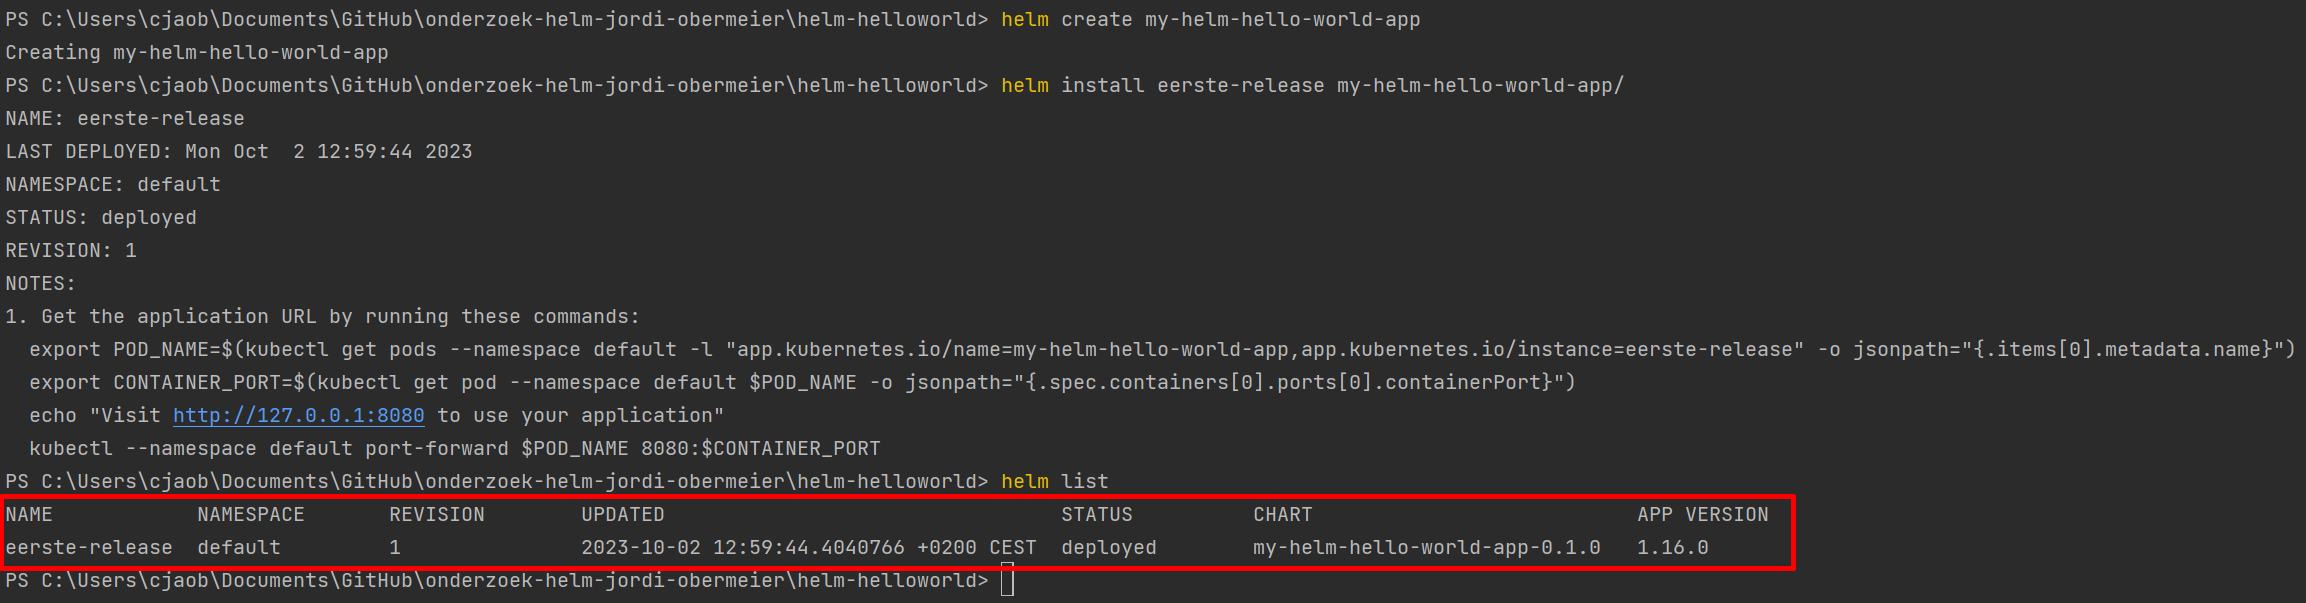 PS C:\Users\cjaob\Documents\GitHub\onderzoek-helm-jordi-obermeier\helm-helloworld> helm create my-helm-hello-world-app
Creating my-helm-hello-world-app
PS C:\Users\cjaob\Documents\GitHub\onderzoek-helm-jordi-obermeier\helm-helloworld> helm install eerste-release my-helm-hello-world-app/
NAME: eerste-release
LAST DEPLOYED: Mon Oct  2 12:59:44 2023
NAMESPACE: default
STATUS: deployed
REVISION: 1
NOTES:
1. Get the application URL by running these commands:
  export POD_NAME=$(kubectl get pods --namespace default -l "app.kubernetes.io/name=my-helm-hello-world-app,app.kubernetes.io/instance=eerste-release" -o jsonpath="{.items[0].metadata.name}")
  export CONTAINER_PORT=$(kubectl get pod --namespace default $POD_NAME -o jsonpath="{.spec.containers[0].ports[0].containerPort}")
  echo "Visit http://127.0.0.1:8080 to use your application"
  kubectl --namespace default port-forward $POD_NAME 8080:$CONTAINER_PORT
PS C:\Users\cjaob\Documents\GitHub\onderzoek-helm-jordi-obermeier\helm-helloworld> helm list
NAME            NAMESPACE       REVISION        UPDATED                                 STATUS          CHART                           APP VERSION
eerste-release  default         1               2023-10-02 12:59:44.4040766 +0200 CEST  deployed        my-helm-hello-world-app-0.1.0   1.16.0
PS C:\Users\cjaob\Documents\GitHub\onderzoek-helm-jordi-obermeier\helm-helloworld>